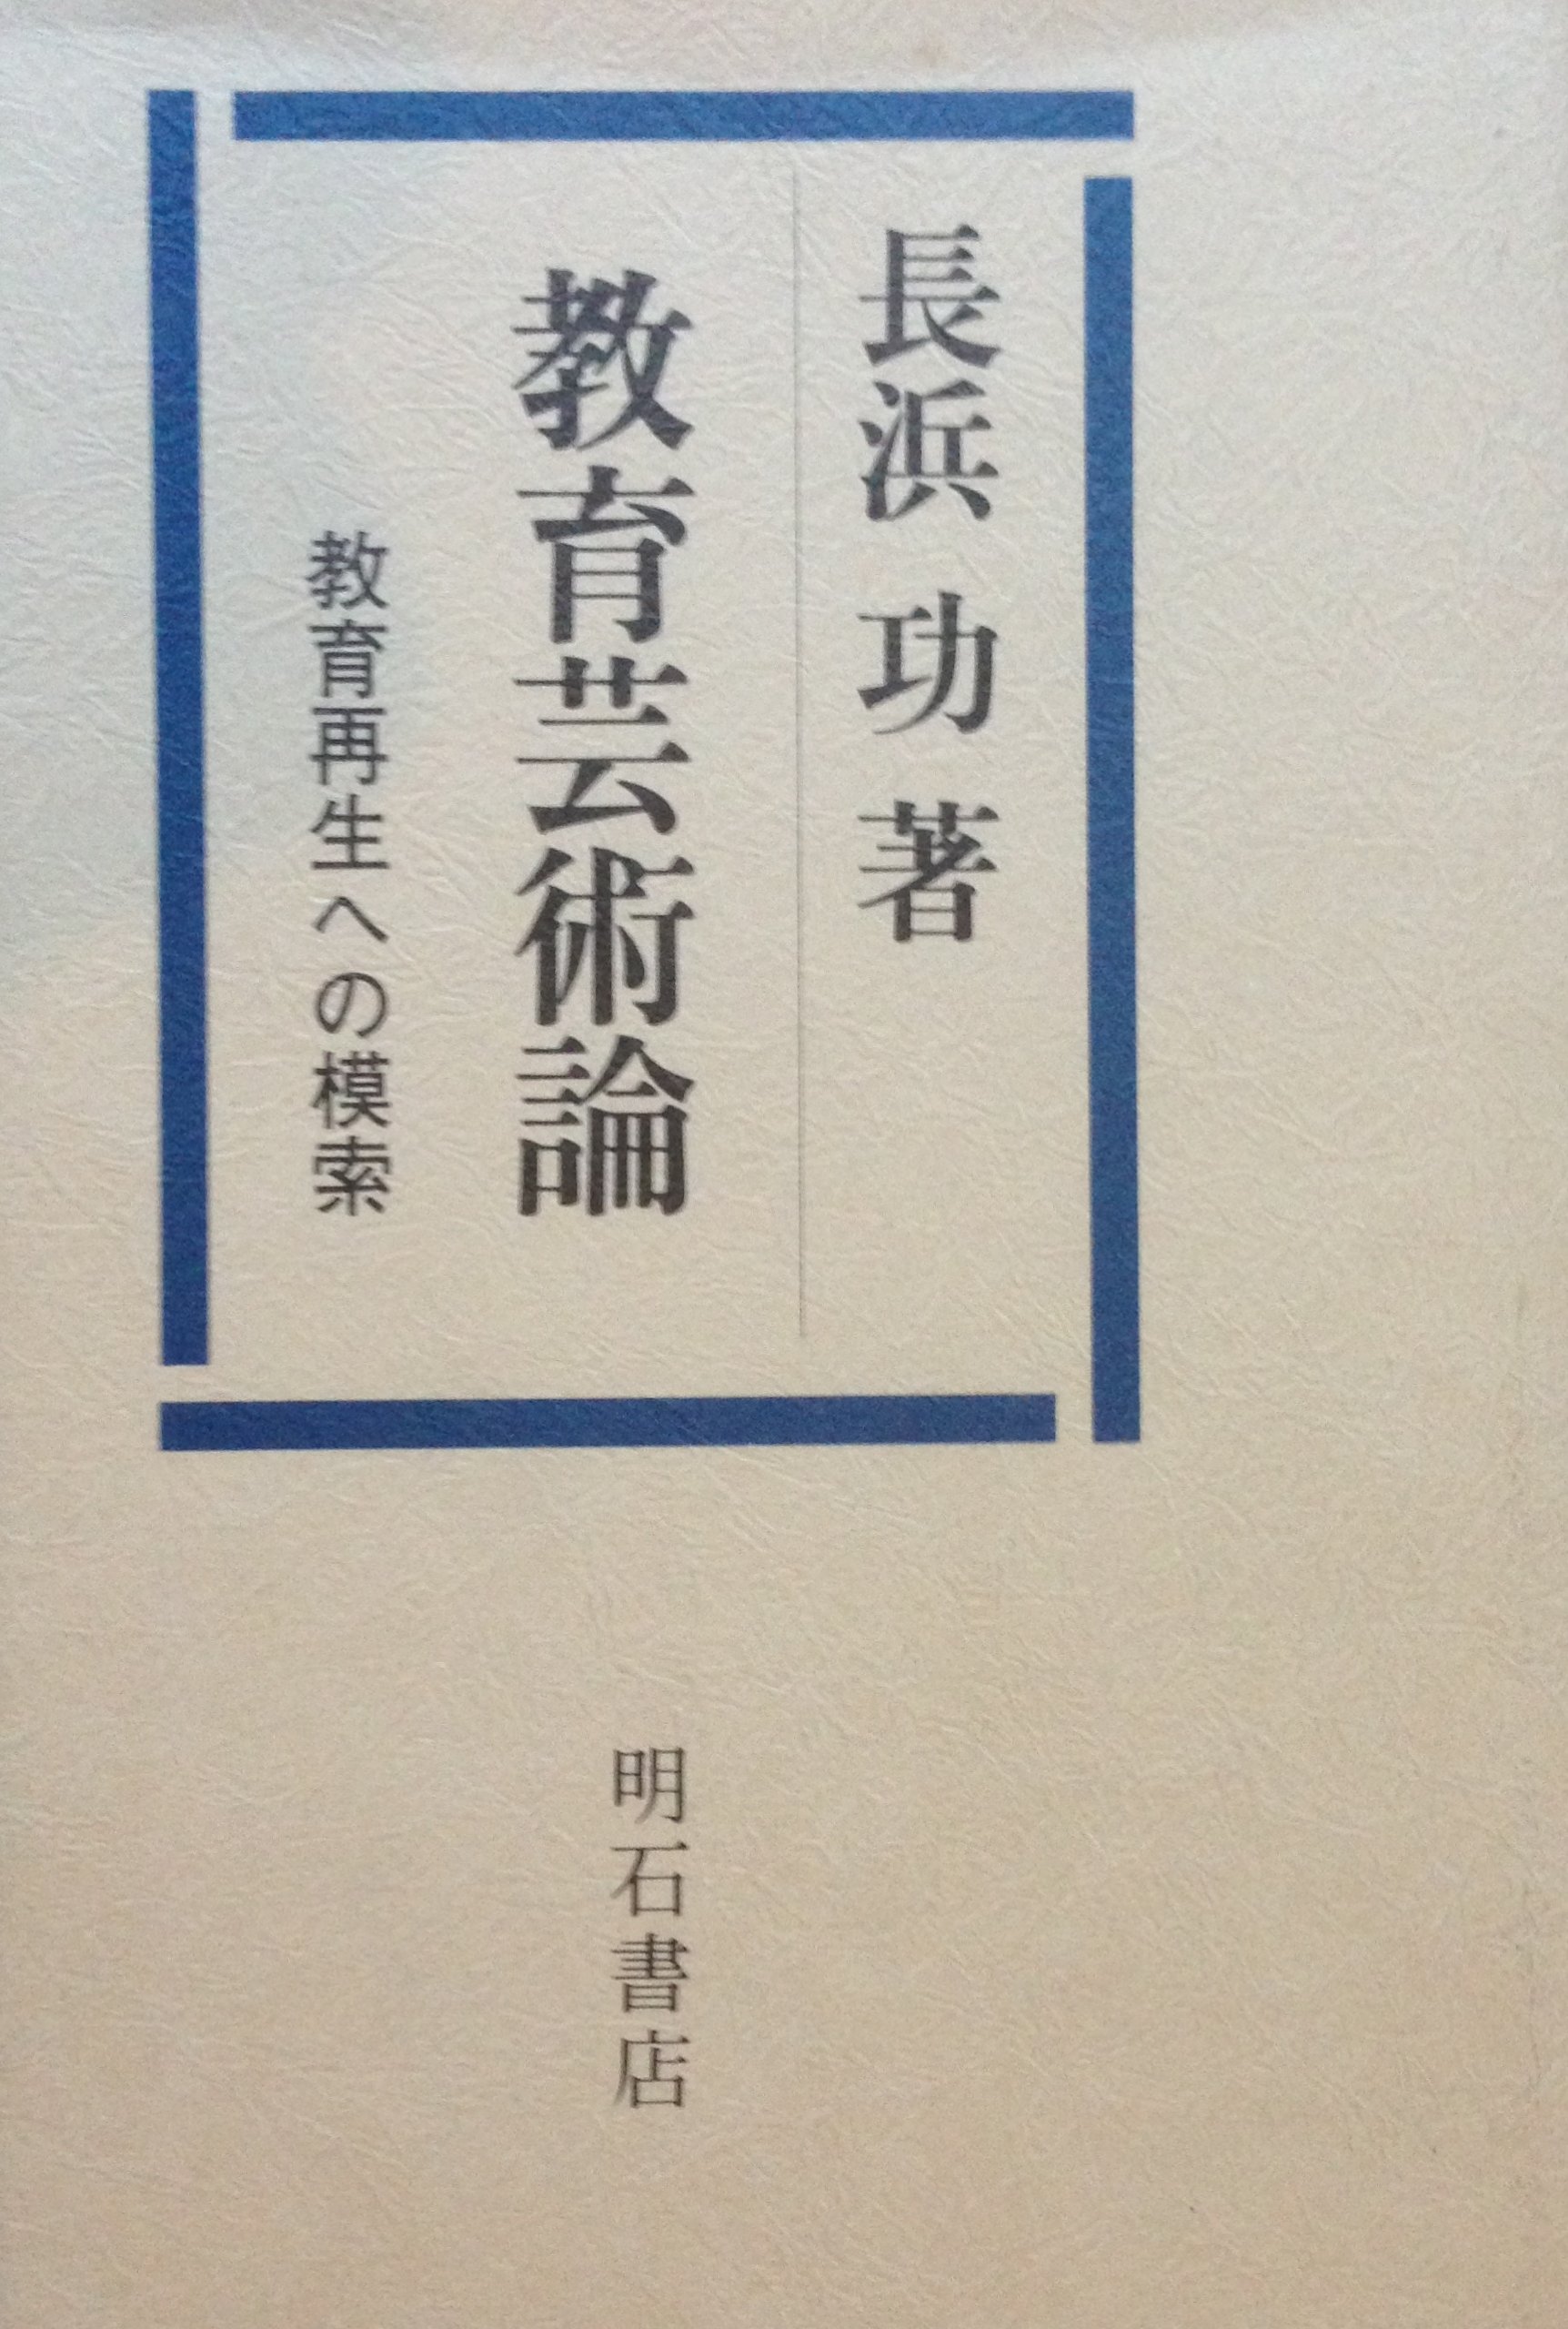 長浜 功 著
教育芸術論
教育再生への模索
明石書店